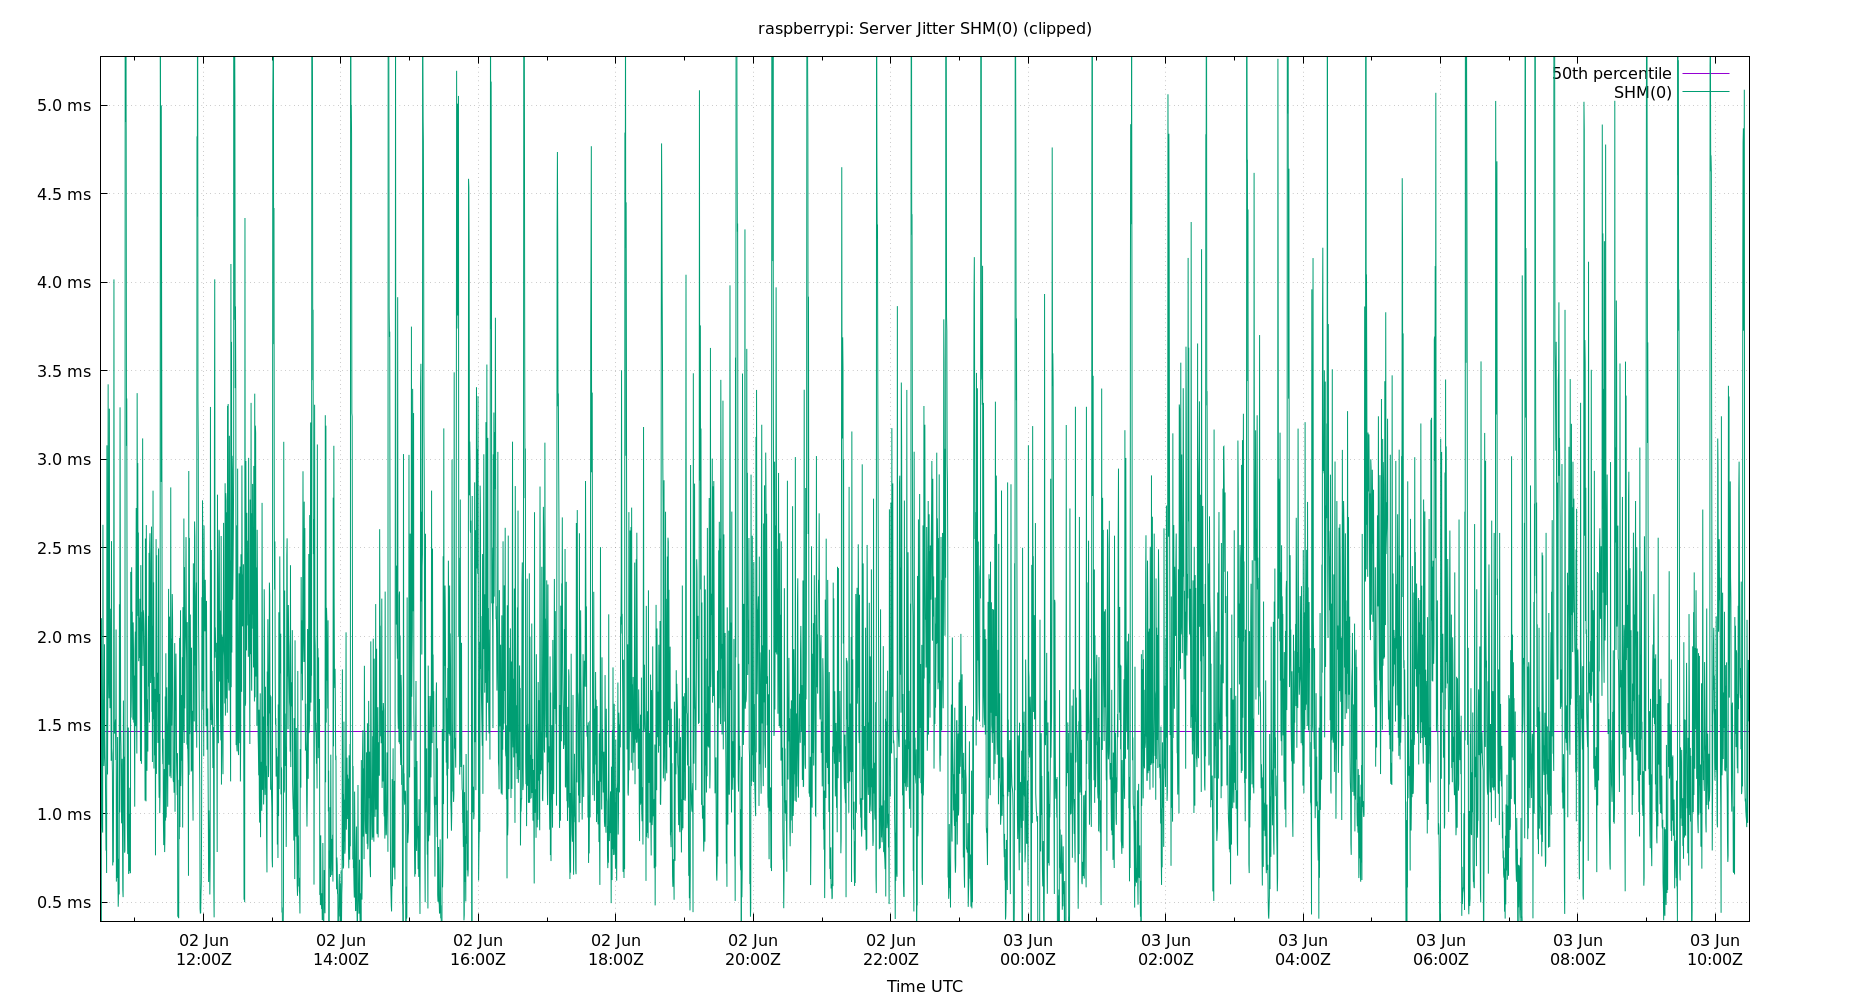 raspberrypi: Server Jitter SHM(0) (clipped)
50th percentile
SHM(0)
5.0 ms
4.5 ms
4.0 ms
3.5 ms
3.0 ms
2.5 ms
2.0 ms
1.5 ms
1.0 ms
0.5 ms
02 Jun 02 Jun 02 Jun 02 Jun 02 Jun 02 Jun 03 Jun 03 Jun 03 Jun 03 Jun 03 Jun 03 Jun
12:00Z 14:00Z 16:00Z 18:00Z 20:00Z 22:00Z 00:00Z 02:00Z 04:00Z 06:00Z 08:00Z 10:00Z
Time UTC